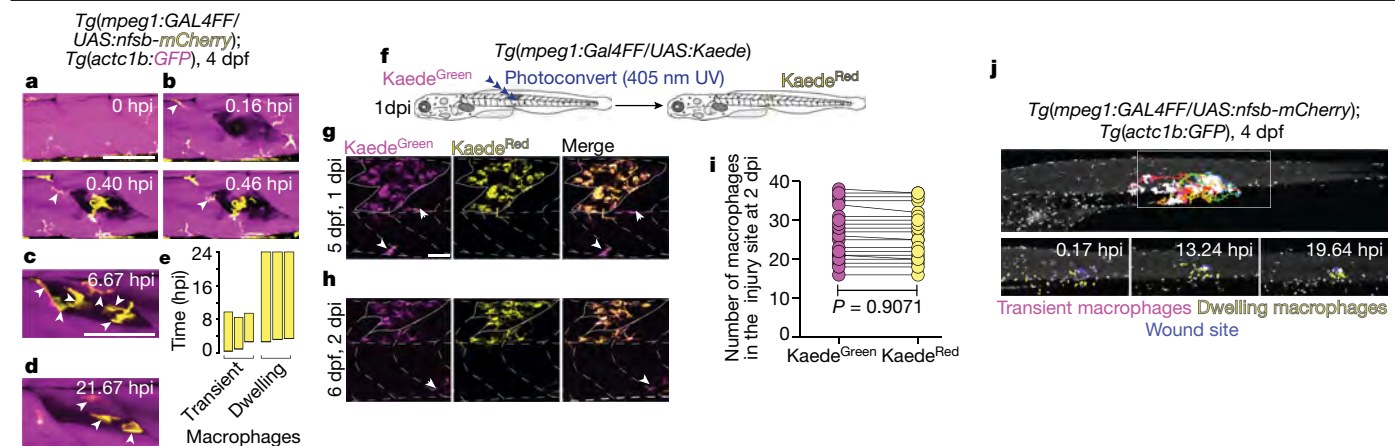 Tg(mpeg1:GAL4FF/
UAS:nfsb-mCherry);
Tg(actc1b:GFP), 4 dpf
a
0 hpi
b
0.16 hpi
0.40 hpi
0.46 hpi
c
6.67 hpi
d
21.67 hpi
e
Time (hpi)
24
16
8
0
Transient
Dwelling
Macrophages
f
Tg(mpeg1:Gal4FF/UAS:Kaede)
KaedeGreen
Photoconvert (405 nm UV)
KaedeRed
1dpi
g
KaedeGreen
KaedeRed
Merge
5 dpf, 1 dpi
h
6 dpf, 2 dpi
i
Number of macrophages
in the injury site at 2 dpi
40
30
20
10
0
P = 0.9071
KaedeGreen KaedeRed
j
Tg(mpeg1:GAL4FF/UAS:nfsb-mCherry);
Tg(actc1b:GFP), 4 dpf
0.17 hpi
13.24 hpi
19.64 hpi
Transient macrophages Dwelling macrophages
Wound site